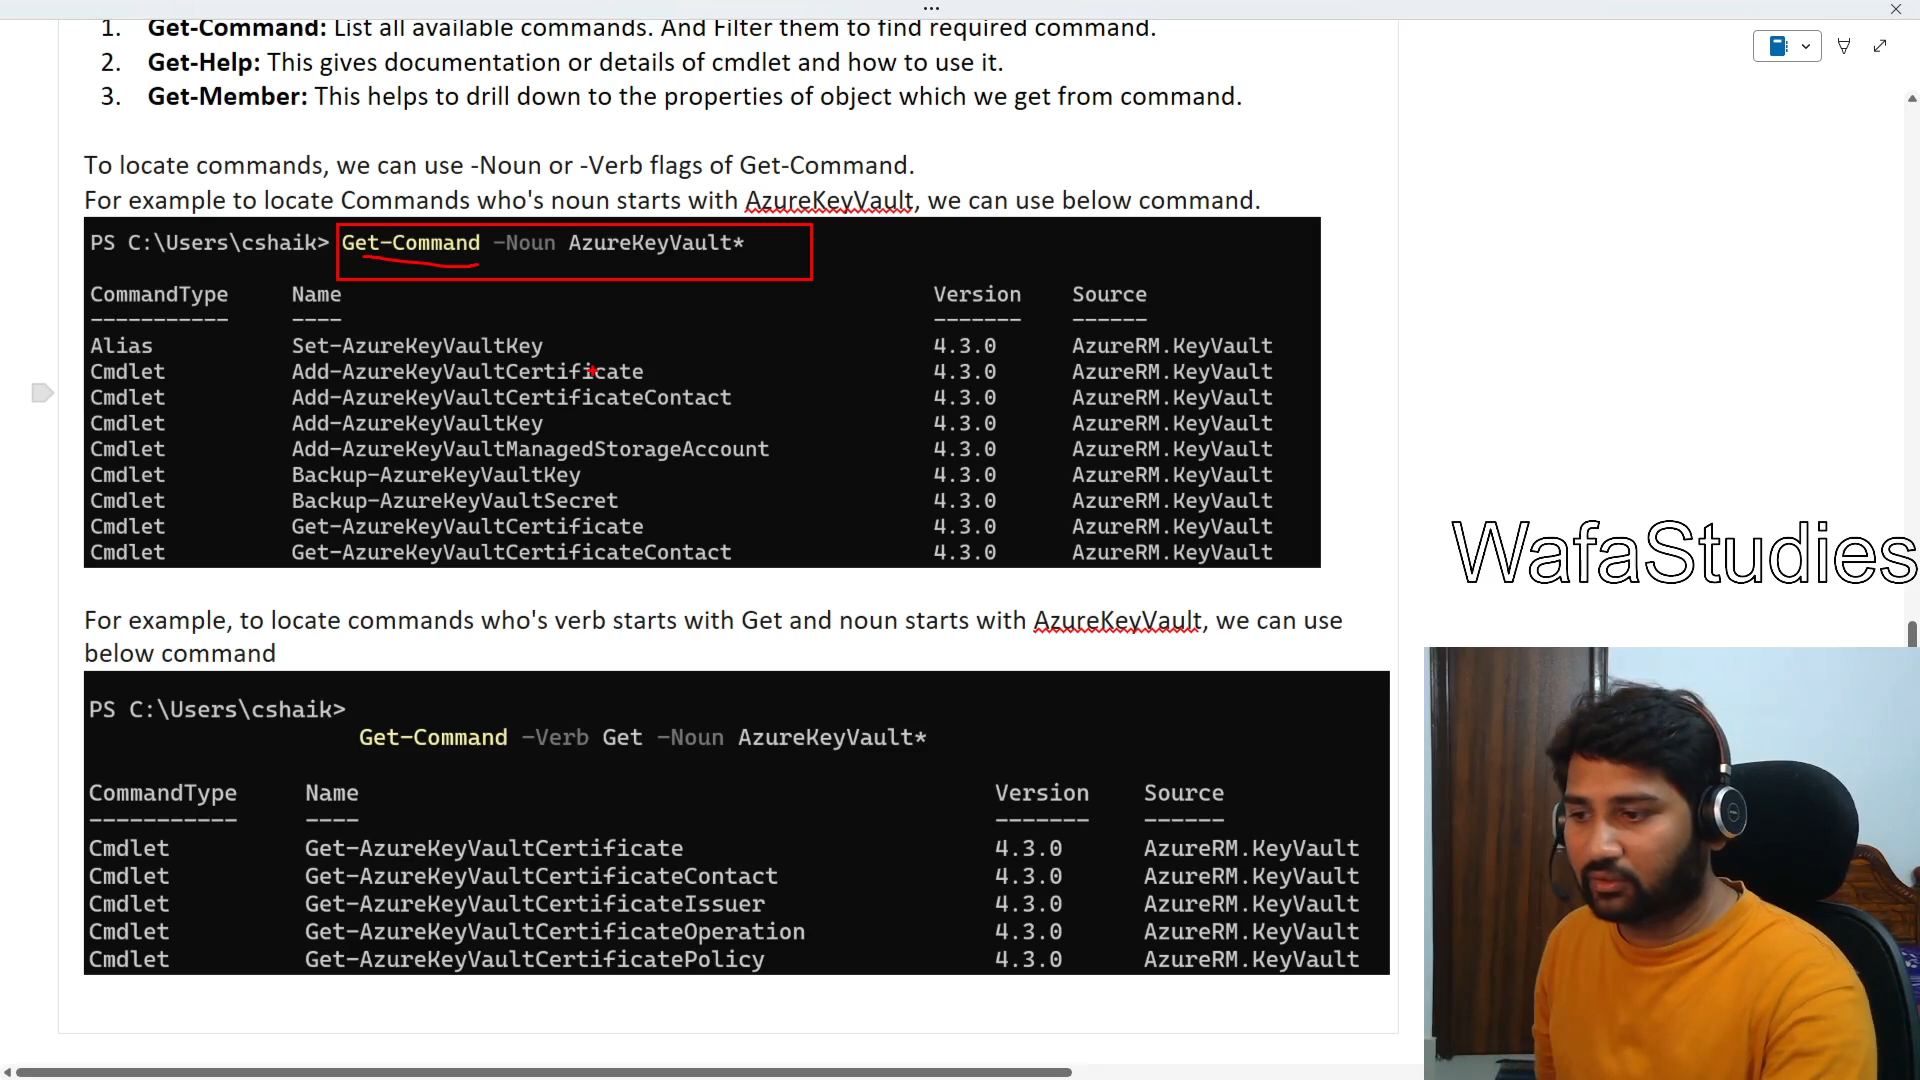 1. Get-Command: List all available commands. And Filter them to find required command.
2. Get-Help: This gives documentation or details of cmdlet and how to use it.
3. Get-Member: This helps to drill down to the properties of object which we get from command.
To locate commands, we can use -Noun or -Verb flags of Get-Command.
For example to locate Commands who's noun starts with AzureKeyVault, we can use below command.
PS C:\Users\cshaik> Get-Command -Noun AzureKeyVault*
CommandType Name Version Source
----------- ---- ------- ------
Alias Set-AzureKeyVaultKey 4.3.0 AzureRM.KeyVault
Cmdlet Add-AzureKeyVaultCertificate 4.3.0 AzureRM.KeyVault
Cmdlet Add-AzureKeyVaultCertificateContact 4.3.0 AzureRM.KeyVault
Cmdlet Add-AzureKeyVaultKey 4.3.0 AzureRM.KeyVault
Cmdlet Add-AzureKeyVaultManagedStorageAccount 4.3.0 AzureRM.KeyVault
Cmdlet Backup-AzureKeyVaultKey 4.3.0 AzureRM.KeyVault
Cmdlet Backup-AzureKeyVaultSecret 4.3.0 AzureRM.KeyVault
Cmdlet Get-AzureKeyVaultCertificate 4.3.0 AzureRM.KeyVault
Cmdlet Get-AzureKeyVaultCertificateContact 4.3.0 AzureRM.KeyVault
WafaStudies
For example, to locate commands who's verb starts with Get and noun starts with AzureKeyVault, we can use
below command
PS C:\Users\cshaik>
Get-Command -Verb Get -Noun AzureKeyVault*
CommandType Name Version Source
----------- ---- ------- ------
Cmdlet Get-AzureKeyVaultCertificate 4.3.0 AzureRM.KeyVault
Cmdlet Get-AzureKeyVaultCertificateContact 4.3.0 AzureRM.KeyVault
Cmdlet Get-AzureKeyVaultCertificateIssuer 4.3.0 AzureRM.KeyVault
Cmdlet Get-AzureKeyVaultCertificateOperation 4.3.0 AzureRM.KeyVault
Cmdlet Get-AzureKeyVaultCertificatePolicy 4.3.0 AzureRM.KeyVault